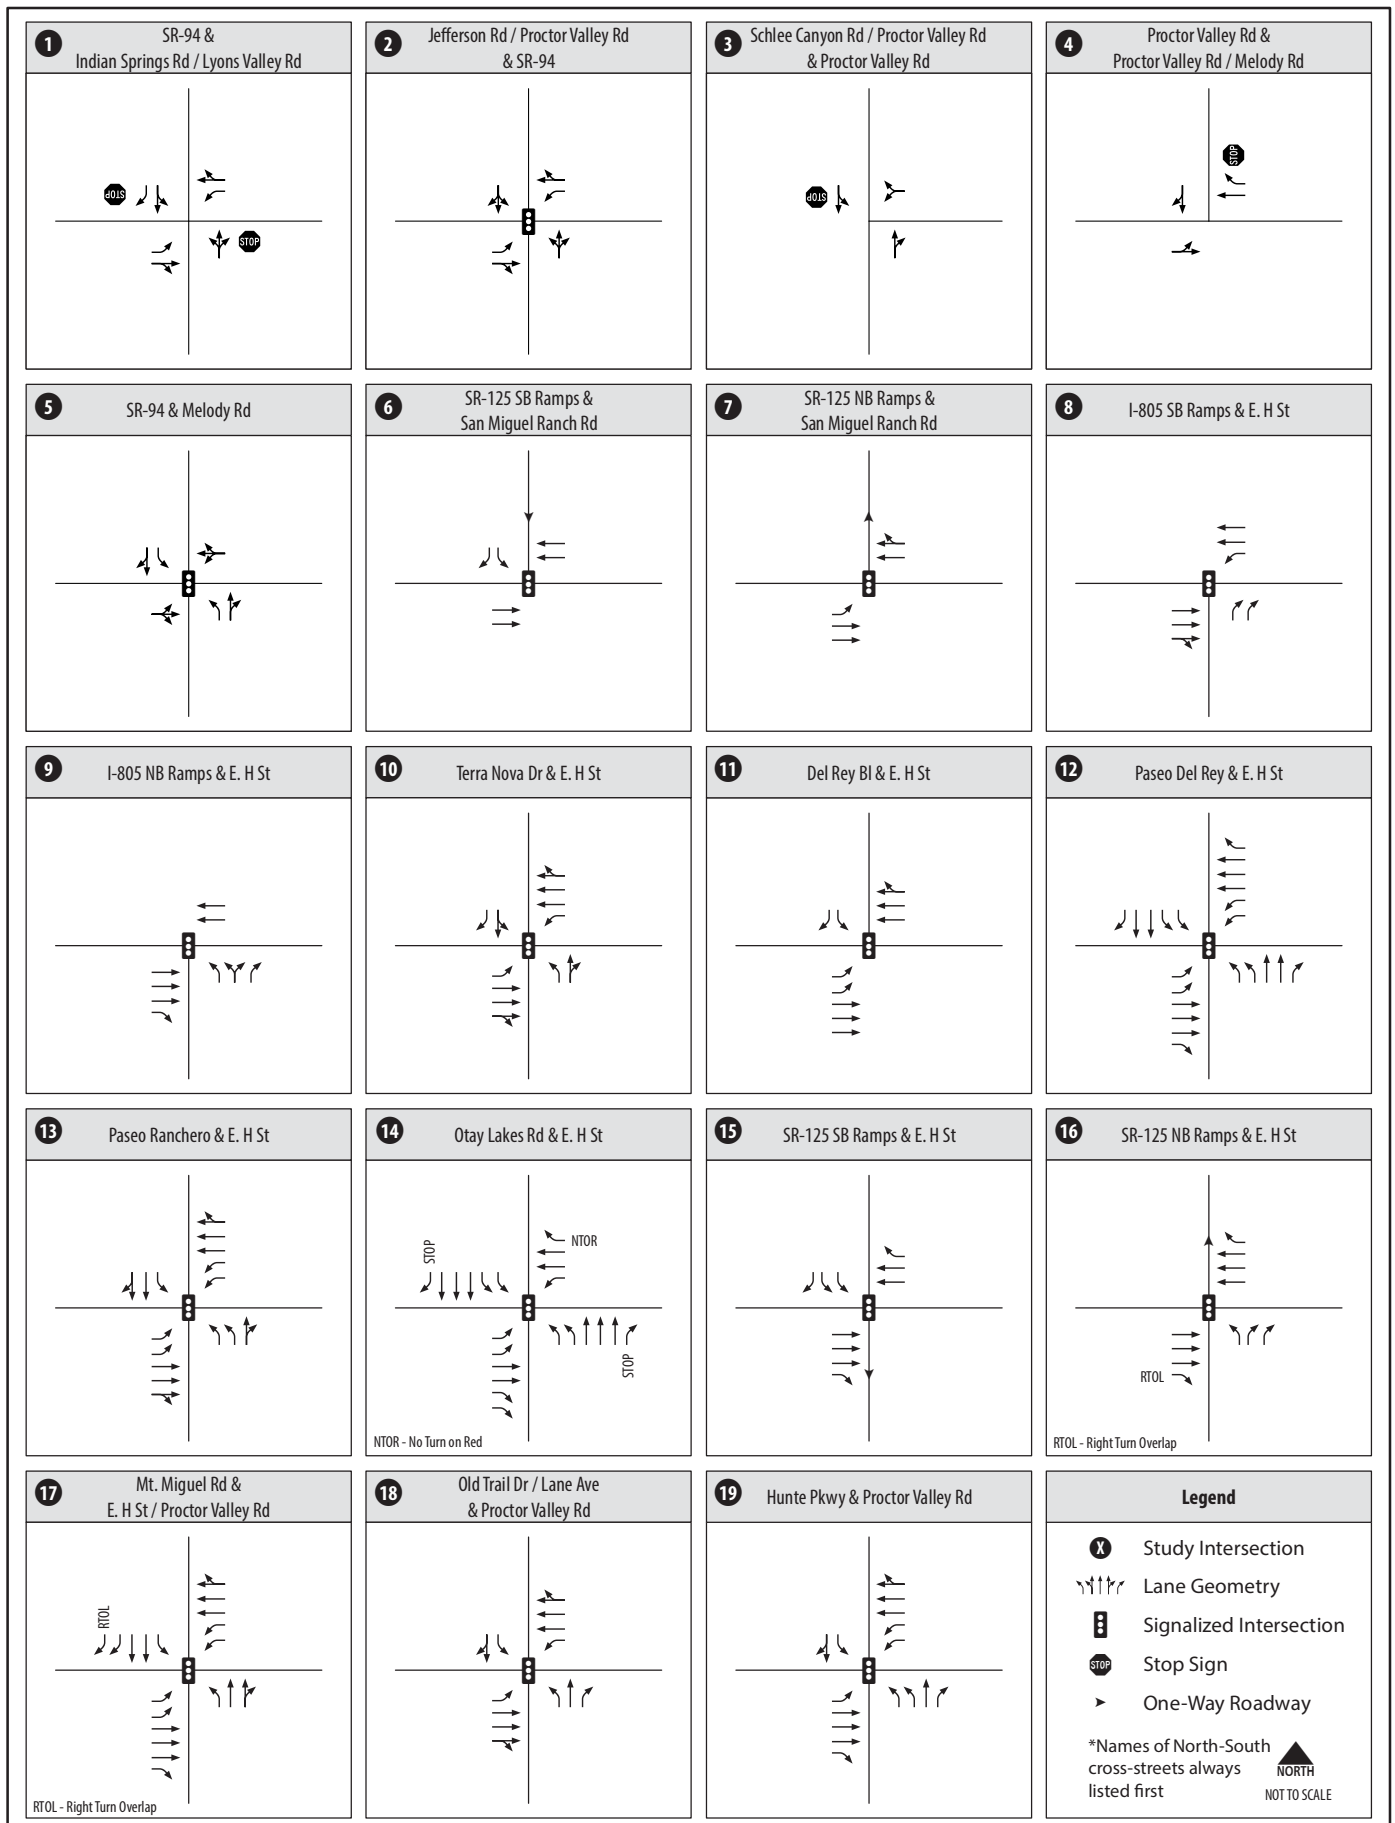 1
SR-94 &
Indian Springs Rd / Lyons Valley Rd
STOP
STOP
2
Jefferson Rd / Proctor Valley Rd
& SR-94
3
Schlee Canyon Rd / Proctor Valley Rd
& Proctor Valley Rd
STOP
4
Proctor Valley Rd &
Proctor Valley Rd / Melody Rd
STOP
5
SR-94 & Melody Rd
6
SR-125 SB Ramps &
San Miguel Ranch Rd
7
SR-125 NB Ramps &
San Miguel Ranch Rd
8
I-805 SB Ramps & E. H St
9
I-805 NB Ramps & E. H St
10
Terra Nova Dr & E. H St
11
Del Rey Bl & E. H St
12
Paseo Del Rey & E. H St
13
Paseo Ranchero & E. H St
14
Otay Lakes Rd & E. H St
STOP
NTOR
STOP
NTOR - No Turn on Red
15
SR-125 SB Ramps & E. H St
16
SR-125 NB Ramps & E. H St
RTOL
RTOL - Right Turn Overlap
17
Mt. Miguel Rd &
E. H St / Proctor Valley Rd
RTOL
RTOL - Right Turn Overlap
18
Old Trail Dr / Lane Ave
& Proctor Valley Rd
19
Hunte Pkwy & Proctor Valley Rd
Legend
X Study Intersection
Lane Geometry
Signalized Intersection
STOP Stop Sign
One-Way Roadway
*Names of North-South
cross-streets always
listed first
NORTH
NOT TO SCALE